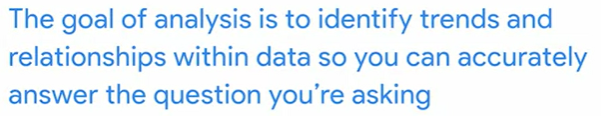 The goal of analysis is to identify trends and
relationships within data so you can accurately
answer the question you’re asking